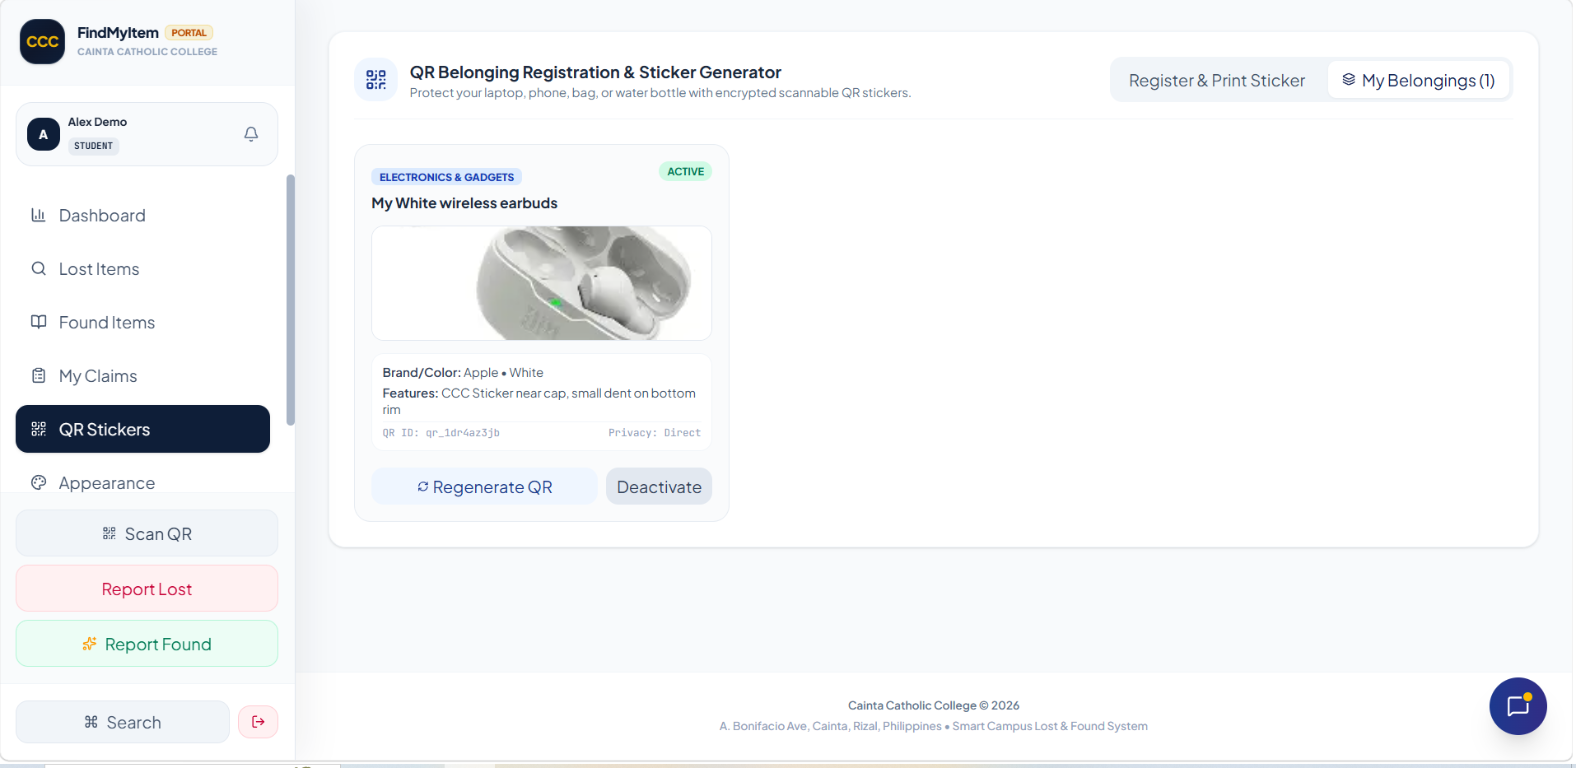 CCC
FindMyItem PORTAL
CAINTA CATHOLIC COLLEGE
A
Alex Demo
STUDENT
Dashboard
Lost Items
Found Items
My Claims
QR Stickers
Appearance
Scan QR
Report Lost
Report Found
⌘ Search
QR Belonging Registration & Sticker Generator
Protect your laptop, phone, bag, or water bottle with encrypted scannable QR stickers.
Register & Print Sticker
My Belongings (1)
ELECTRONICS & GADGETS
ACTIVE
My White wireless earbuds
Brand/Color: Apple • White
Features: CCC Sticker near cap, small dent on bottom
rim
QR ID: qr_1dr4az3jb
Privacy: Direct
Regenerate QR
Deactivate
Cainta Catholic College © 2026
A. Bonifacio Ave, Cainta, Rizal, Philippines • Smart Campus Lost & Found System